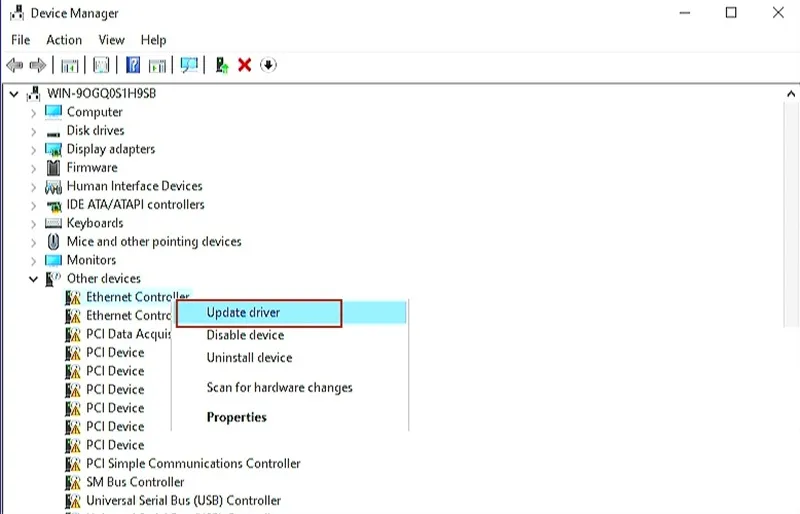 Device Manager
File Action View Help
WIN-9OGQ0S1H9SB
Computer
Disk drives
Display adapters
Firmware
Human Interface Devices
IDE ATA/ATAPI controllers
Keyboards
Mice and other pointing devices
Monitors
Other devices
Ethernet Controller
Update driver
Ethernet Contro
Disable device
PCI Data Acquis
PCI Device
Uninstall device
PCI Device
PCI Device
Scan for hardware changes
PCI Device
PCI Device
Properties
PCI Device
PCI Simple Communications Controller
SM Bus Controller
Universal Serial Bus (USB) Controller